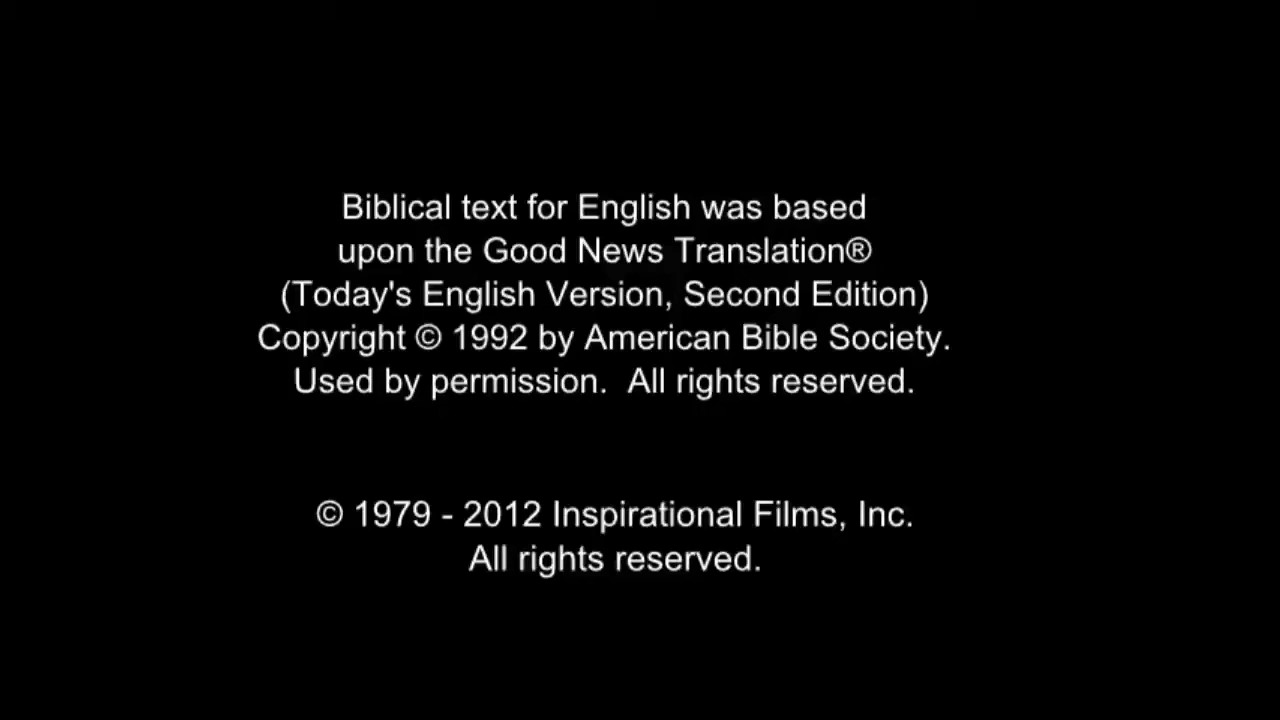 Biblical text for English was based
upon the Good News Translation®
(Today's English Version, Second Edition)
Copyright © 1992 by American Bible Society.
Used by permission.  All rights reserved.
© 1979 - 2012 Inspirational Films, Inc.
All rights reserved.